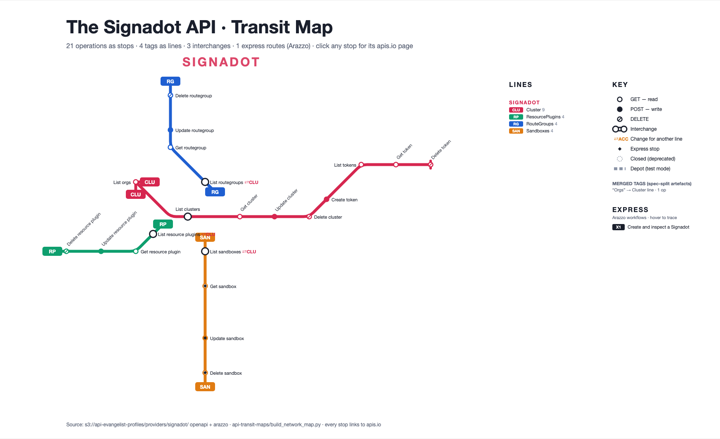 The Signadot API · Transit Map
21 operations as stops · 4 tags as lines · 3 interchanges · 1 express routes (Arazzo) · click any stop for its apis.io page
SIGNADOT
RG
Delete routegroup
Update routegroup
Get routegroup
List routegroups ⇄CLU
RG
List orgs
CLU
CLU
List clusters
Get cluster
Update cluster
Delete cluster
Create token
List tokens
Get token
Delete token
RP
Delete resource plugin
Update resource plugin
Get resource plugin
RP
List resource plugins
SAN
List sandboxes ⇄CLU
Get sandbox
Update sandbox
Delete sandbox
SAN
LINES
SIGNADOT
CLU Cluster 9
RP ResourcePlugins 4
RG RouteGroups 4
SAN Sandboxes 4
KEY
GET — read
POST — write
DELETE
Interchange
⇄ACC Change for another line
Express stop
Closed (deprecated)
Depot (test mode)
MERGED TAGS (spec-split artefacts)
"Orgs" → Cluster line · 1 up
EXPRESS
Arazzo workflows · hover to trace
X1 Create and inspect a Signadot
Source: s3://api-evangelist-profiles/providers/signadot/ openapi + arazzo · api-transit-maps/build_network_map.py · every stop links to apis.io